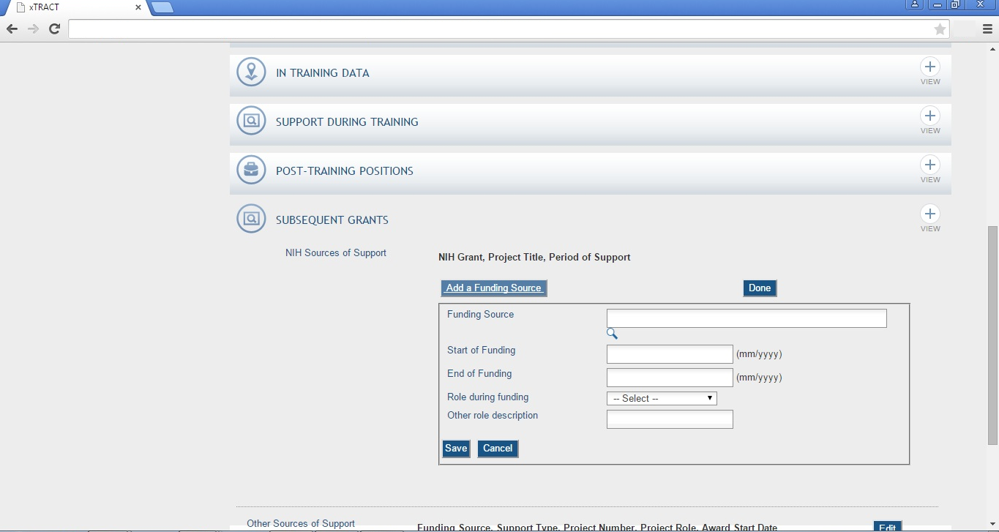 xTRACT
IN TRAINING DATA
VIEW
SUPPORT DURING TRAINING
VIEW
POST-TRAINING POSITIONS
VIEW
SUBSEQUENT GRANTS
VIEW
NIH Sources of Support
NIH Grant, Project Title, Period of Support
Add a Funding Source Done
Funding Source
Start of Funding (mm/yyyy)
End of Funding (mm/yyyy)
Role during funding -- Select --
Other role description
Save Cancel
Other Sources of Support
Funding Source, Support Type, Project Number, Project Role, Award Start Date
Edit